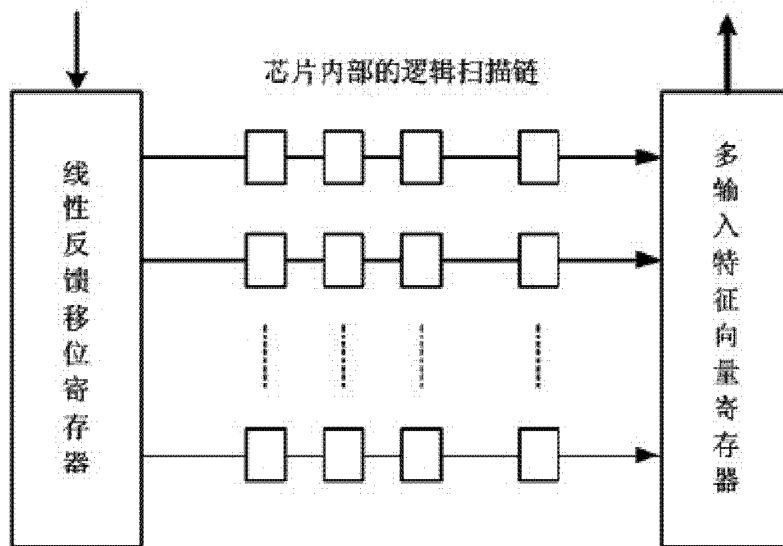 芯片内部的逻辑扫描链
线性反馈移位寄存器
多输入特征向量寄存器